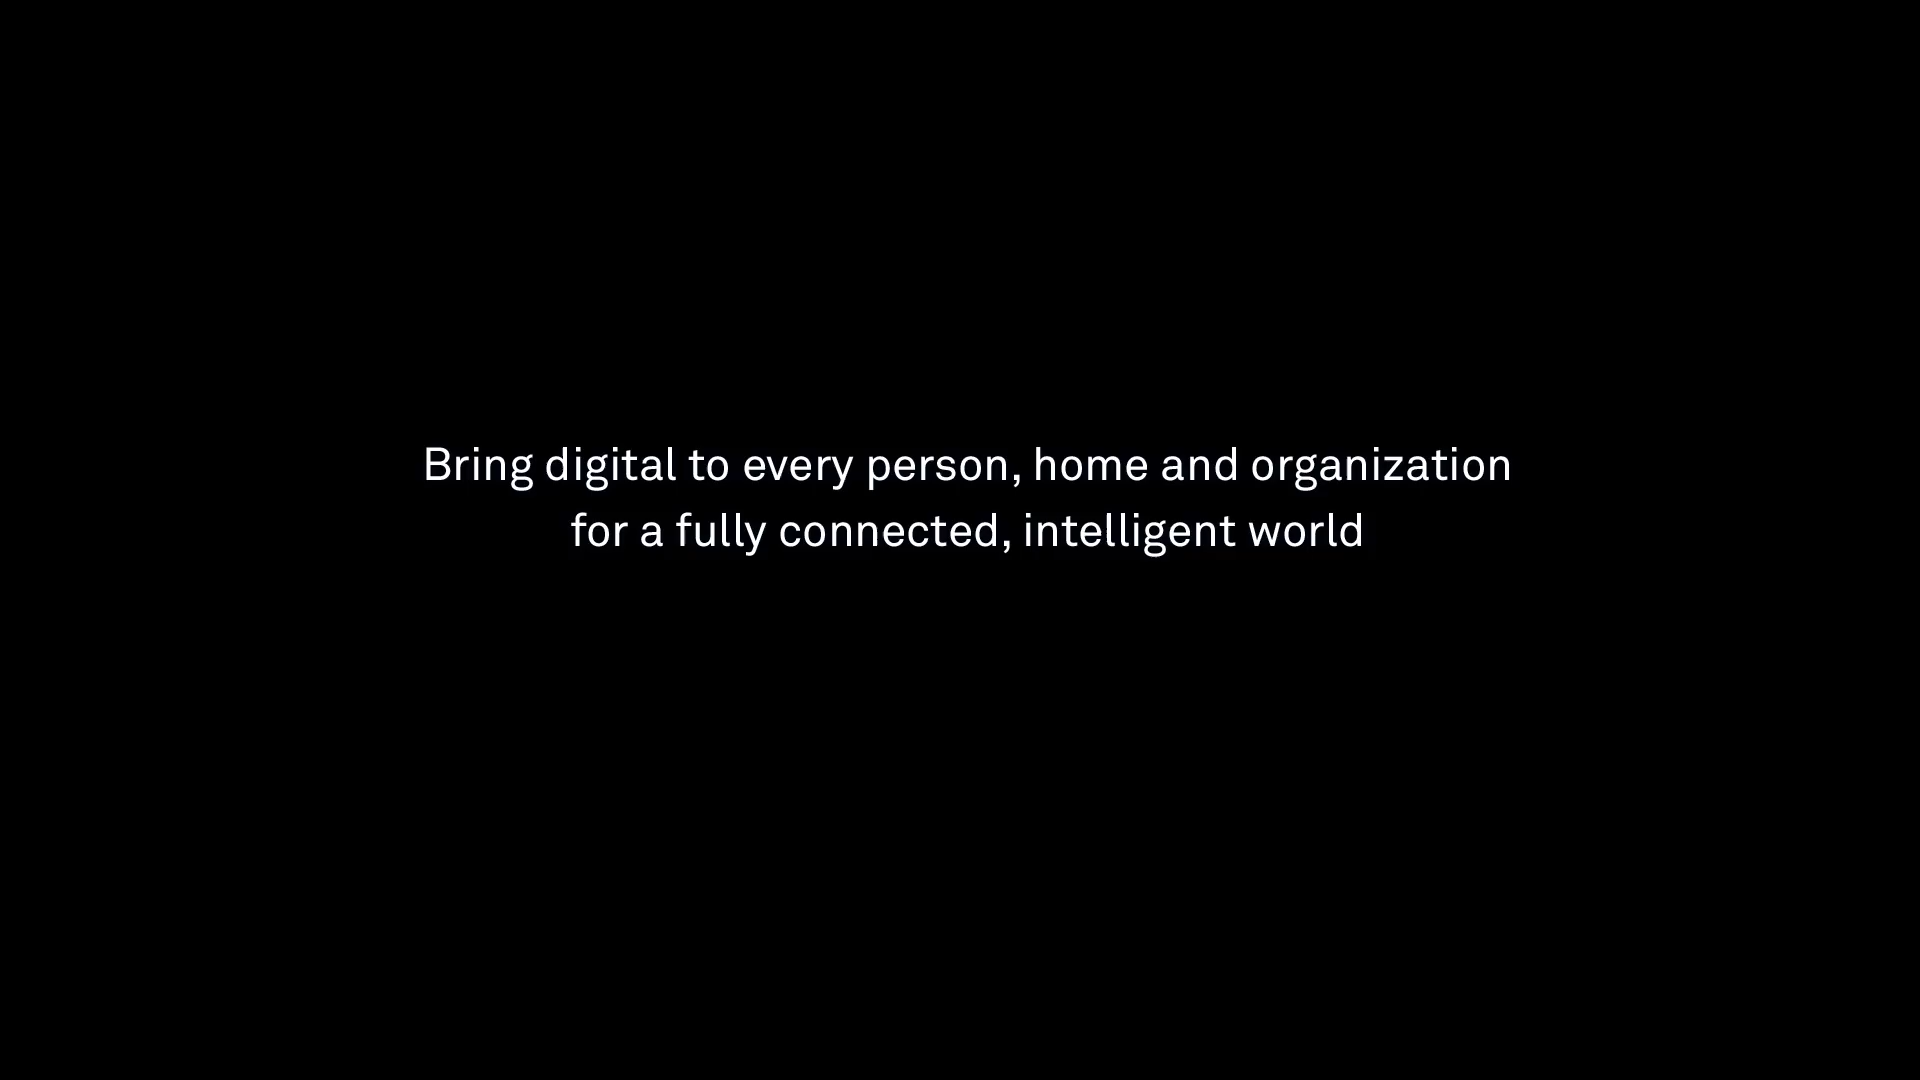 Bring digital to every person, home and organization
for a fully connected, intelligent world